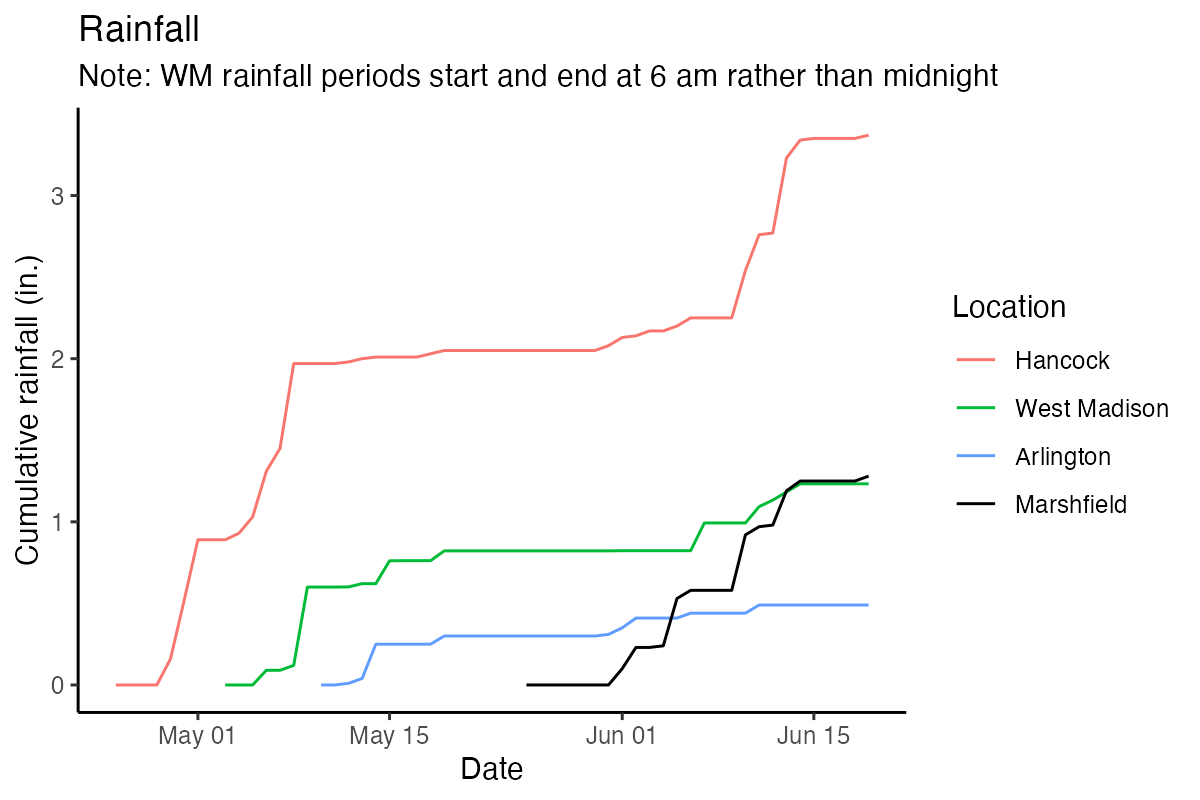 Rainfall
Note: WM rainfall periods start and end at 6 am rather than midnight
Cumulative rainfall (in.)
3
2
1
0
May 01
May 15
Jun 01
Jun 15
Date
Location
Hancock
West Madison
Arlington
Marshfield